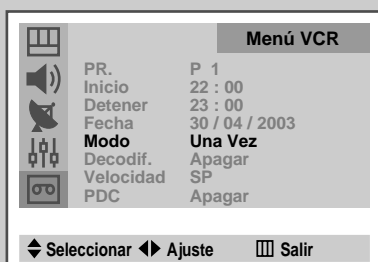 Menú VCR
PR. P 1
Inicio 22 : 00
Detener 23 : 00
Fecha 30 / 04 / 2003
Modo Una Vez
Decodif. Apagar
Velocidad SP
PDC Apagar
Seleccionar Ajuste Salir